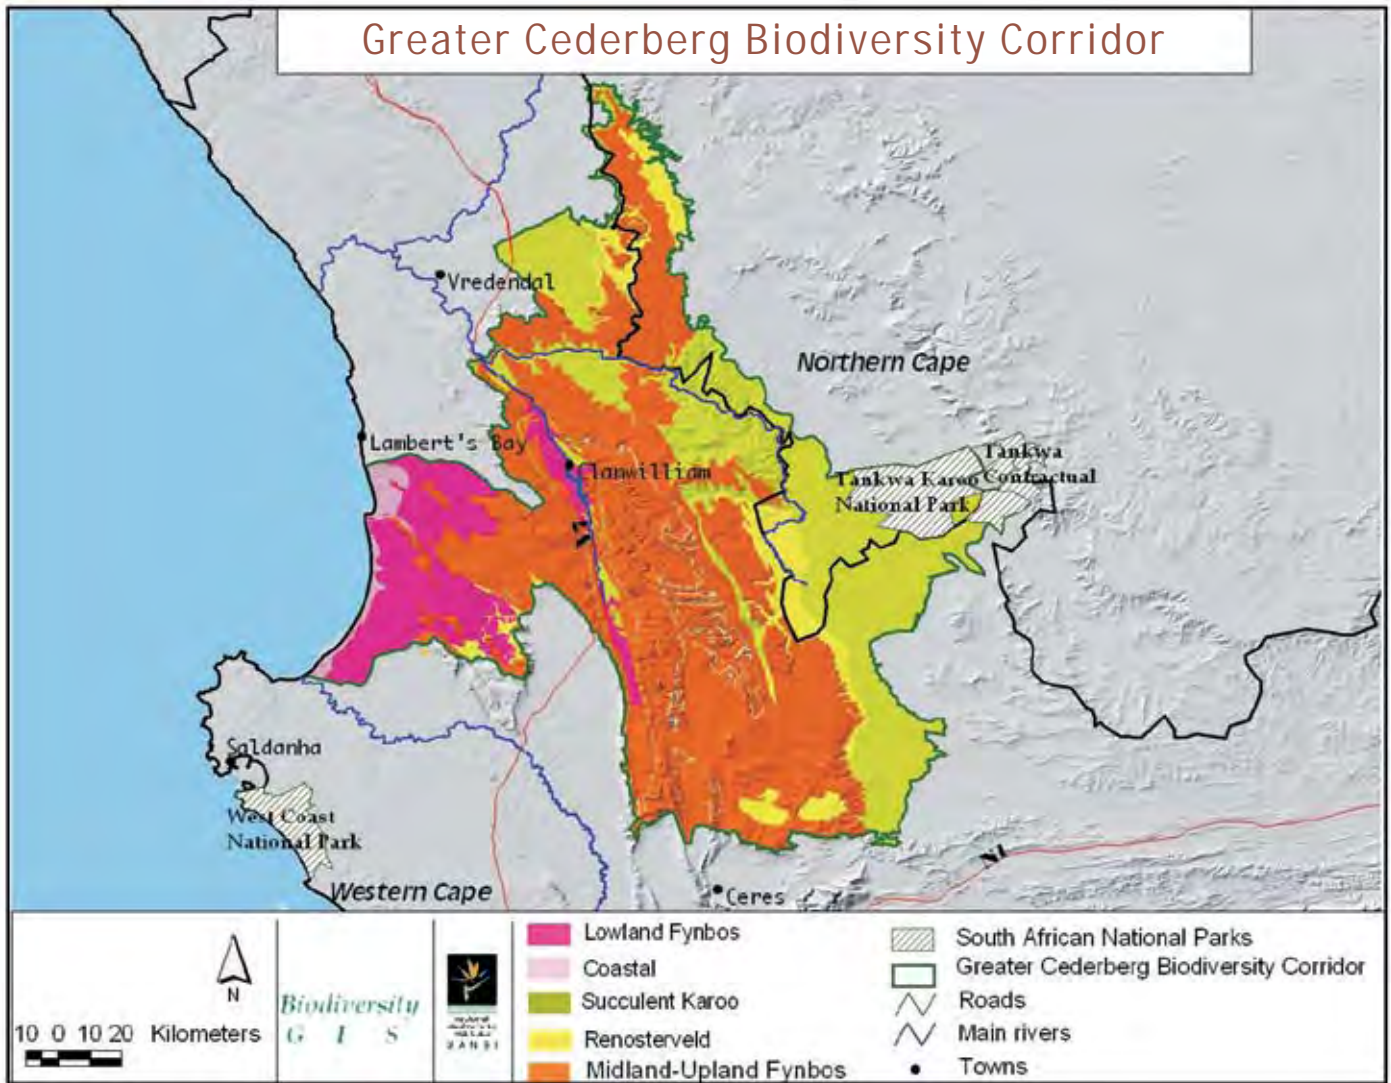 Greater Cederberg Biodiversity Corridor
Vredendal
Northern Cape
Lambert's Bay
Clanwilliam
Tankwa
Contractual
Tankwa Karoo
National Park
N7
Saldanha
West Coast
National Park
N1
Western Cape
Ceres
N
10 0 10 20 Kilometers
Biodiversity
G I S
SANBI
Lowland Fynbos
Coastal
Succulent Karoo
Renosterveld
Midland-Upland Fynbos
South African National Parks
Greater Cederberg Biodiversity Corridor
Roads
Main rivers
Towns